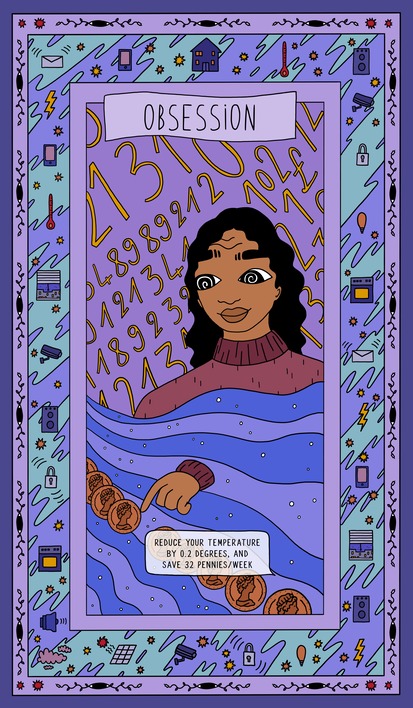 OBSESSION
REDUCE YOUR TEMPERATURE
BY 0.2 DEGREES, AND
SAVE 32 PENNIES/WEEK